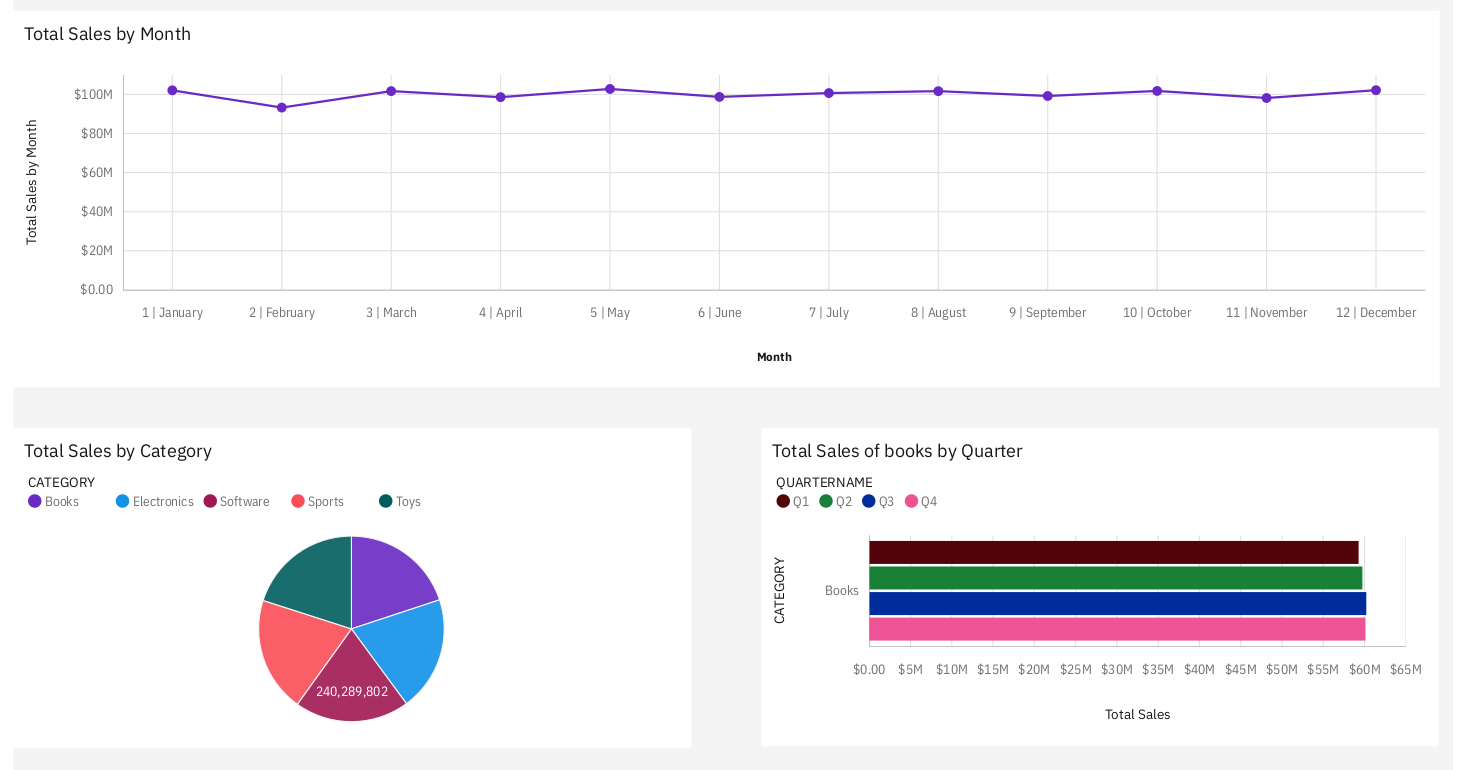 Total Sales by Month
Total Sales by Month
$100M
$80M
$60M
$40M
$20M
$0.00
1 | January 2 | February 3 | March 4 | April 5 | May 6 | June 7 | July 8 | August 9 | September 10 | October 11 | November 12 | December
Month
Total Sales by Category
CATEGORY
Books Electronics Software Sports Toys
240,289,802
Total Sales of books by Quarter
QUARTERNAME
Q1 Q2 Q3 Q4
CATEGORY
Books
$0.00 $5M $10M $15M $20M $25M $30M $35M $40M $45M $50M $55M $60M $65M
Total Sales